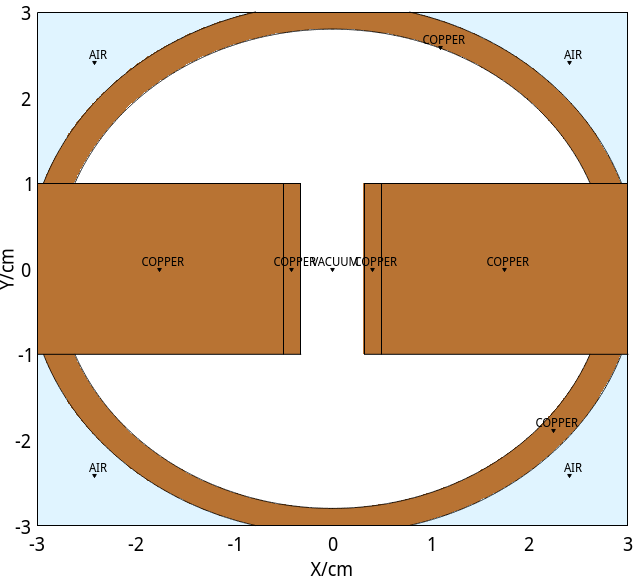 3
COPPER
AIR
AIR
2
1
COPPER
COPPER
VACUUM
COPPER
COPPER
0
Y/cm
-1
COPPER
-2
AIR
AIR
-3
-3
-2
-1
0
1
2
3
X/cm